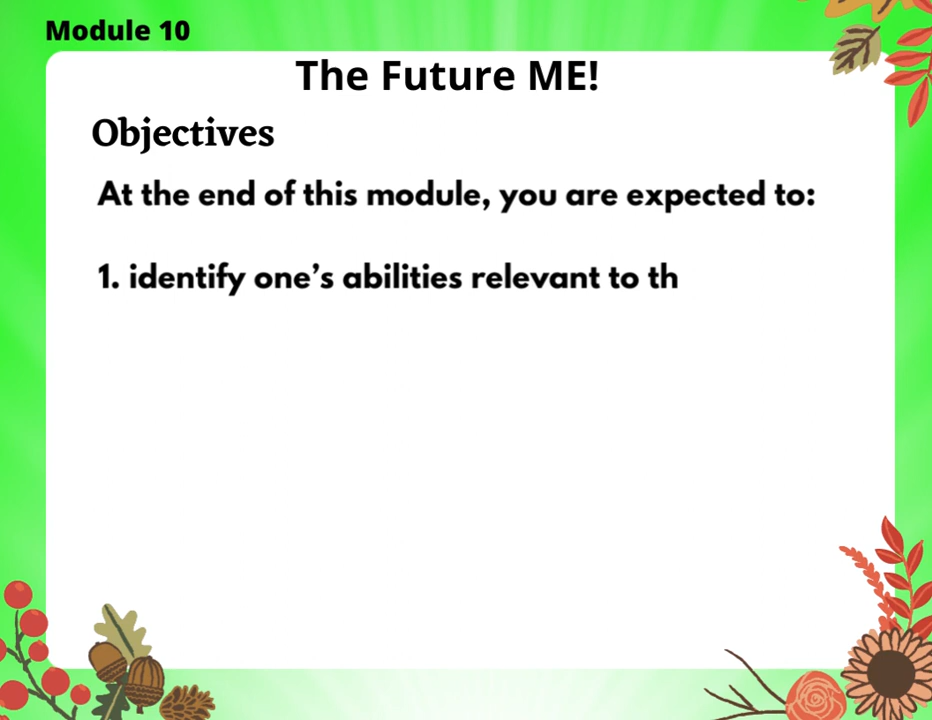 Module 10
The Future ME!
Objectives
At the end of this module, you are expected to:
1. identify one's abilities relevant to th